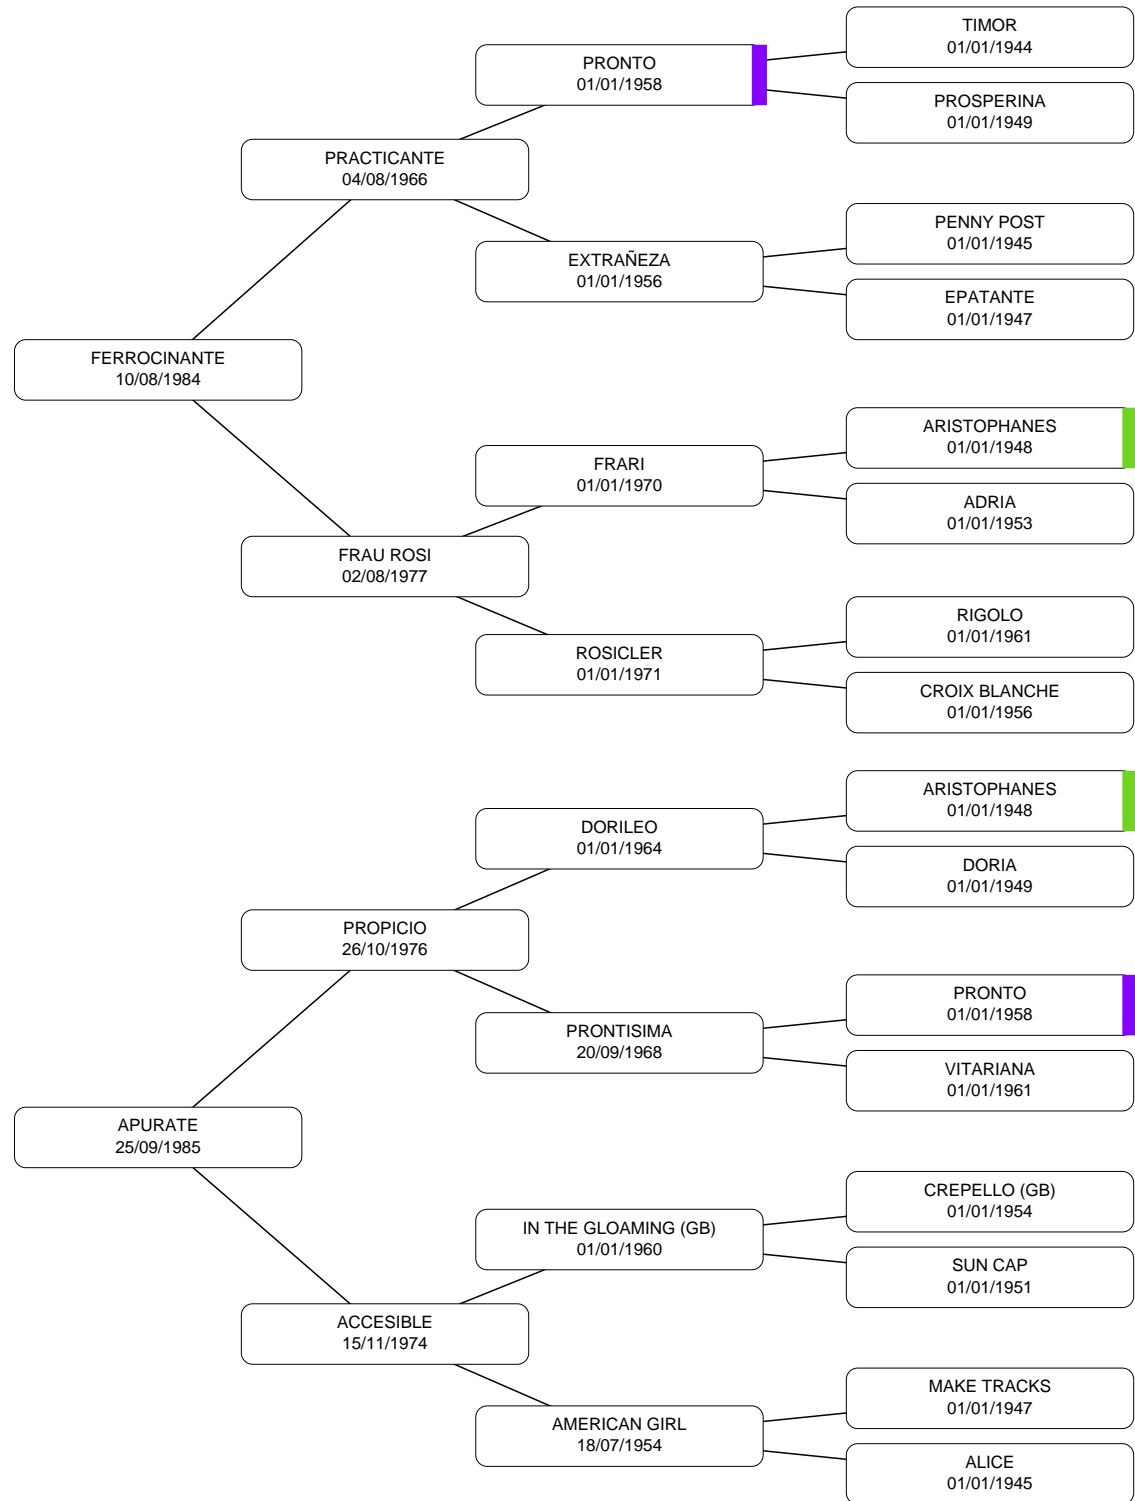 TIMOR
01/01/1944
PRONTO
01/01/1958
PROSPERINA
01/01/1949
PRACTICANTE
04/08/1966
PENNY POST
01/01/1945
EXTRAÑEZA
01/01/1956
EPATANTE
01/01/1947
FERROCINANTE
10/08/1984
ARISTOPHANES
01/01/1948
FRARI
01/01/1970
ADRIA
01/01/1953
FRAU ROSI
02/08/1977
RIGOLO
01/01/1961
ROSICLER
01/01/1971
CROIX BLANCHE
01/01/1956
ARISTOPHANES
01/01/1948
DORILEO
01/01/1964
DORIA
01/01/1949
PROPICIO
26/10/1976
PRONTO
01/01/1958
PRONTISIMA
20/09/1968
VITARIANA
01/01/1961
APURATE
25/09/1985
CREPELLO (GB)
01/01/1954
IN THE GLOAMING (GB)
01/01/1960
SUN CAP
01/01/1951
ACCESIBLE
15/11/1974
MAKE TRACKS
01/01/1947
AMERICAN GIRL
18/07/1954
ALICE
01/01/1945